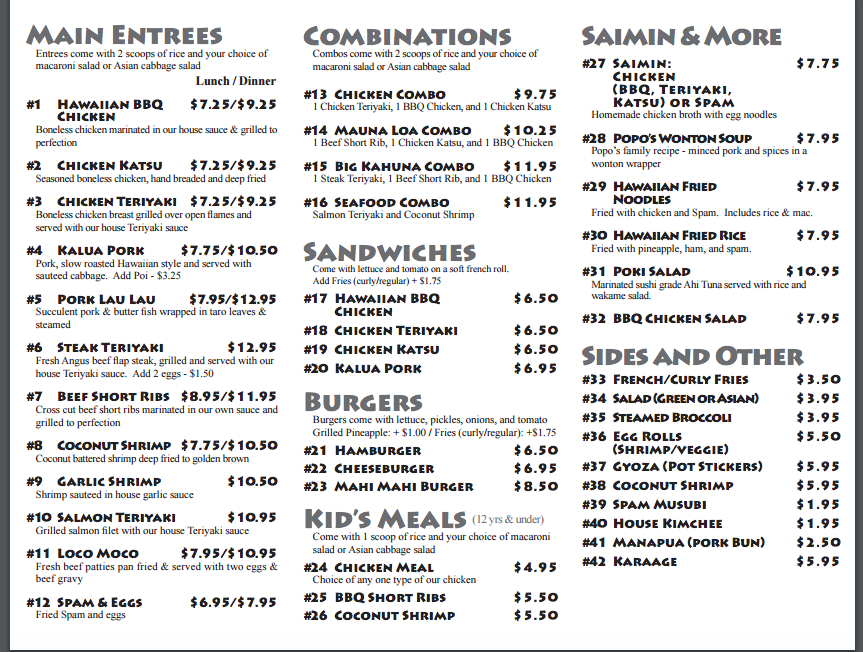 MAIN ENTREES
Entrees come with 2 scoops of rice and your choice of
macaroni salad or Asian cabbage salad
Lunch / Dinner
#1 HAWAIIAN BBQ $7.25/$9.25
CHICKEN
Boneless chicken marinated in our house sauce & grilled to
perfection
#2 CHICKEN KATSU $7.25/$9.25
Seasoned boneless chicken, hand breaded and deep fried
#3 CHICKEN TERIYAKI $7.25/$9.25
Boneless chicken breast grilled over open flames and
served with our house Teriyaki sauce
#4 KALUA PORK $7.75/$10.50
Pork, slow roasted Hawaiian style and served with
sauteed cabbage. Add Poi - $3.25
#5 PORK LAU LAU $7.95/$12.95
Succulent pork & butter fish wrapped in taro leaves &
steamed
#6 STEAK TERIYAKI $12.95
Fresh Angus beef flap steak, grilled and served with our
house Teriyaki sauce. Add 2 eggs - $1.50
#7 BEEF SHORT RIBS $8.95/$11.95
Cross cut beef short ribs marinated in our own sauce and
grilled to perfection
#8 COCONUT SHRIMP $7.75/$10.50
Coconut battered shrimp deep fried to golden brown
#9 GARLIC SHRIMP $10.50
Shrimp sauteed in house garlic sauce
#10 SALMON TERIYAKI $10.95
Grilled salmon filet with our house Teriyaki sauce
#11 LOCO MOCO $7.95/$10.95
Fresh beef patties pan fried & served with two eggs &
beef gravy
#12 SPAM & EGGS $6.95/$7.95
Fried Spam and eggs
COMBINATIONS
Combos come with 2 scoops of rice and your choice of
macaroni salad or Asian cabbage salad
#13 CHICKEN COMBO $9.75
1 Chicken Teriyaki, 1 BBQ Chicken, and 1 Chicken Katsu
#14 MAUNA LOA COMBO $10.25
1 Beef Short Rib, 1 Chicken Katsu, and 1 BBQ Chicken
#15 BIG KAHUNA COMBO $11.95
1 Steak Teriyaki, 1 Beef Short Rib, and 1 BBQ Chicken
#16 SEAFOOD COMBO $11.95
Salmon Teriyaki and Coconut Shrimp
SANDWICHES
Come with lettuce and tomato on a soft french roll.
Add Fries (curly/regular) + $1.75
#17 HAWAIIAN BBQ $6.50
CHICKEN
#18 CHICKEN TERIYAKI $6.50
#19 CHICKEN KATSU $6.50
#20 KALUA PORK $6.95
BURGERS
Burgers come with lettuce, pickles, onions, and tomato
Grilled Pineapple: + $1.00 / Fries (curly/regular): +$1.75
#21 HAMBURGER $6.50
#22 CHEESEBURGER $6.95
#23 MAHI MAHI BURGER $8.50
KID'S MEALS (12 yrs & under)
Come with 1 scoop of rice and your choice of macaroni
salad or Asian cabbage salad
#24 CHICKEN MEAL $4.95
Choice of any one type of our chicken
#25 BBQ SHORT RIBS $5.50
#26 COCONUT SHRIMP $5.50
SAIMIN & MORE
#27 SAIMIN: $7.75
CHICKEN
(BBQ, TERIYAKI,
KATSU) OR SPAM
Homemade chicken broth with egg noodles
#28 POPO'S WONTON SOUP $7.95
Popo's family recipe - minced pork and spices in a
wonton wrapper
#29 HAWAIIAN FRIED $7.95
NOODLES
Fried with chicken and Spam. Includes rice & mac.
#30 HAWAIIAN FRIED RICE $7.95
Fried with pineapple, ham, and spam.
#31 POKI SALAD $10.95
Marinated sushi grade Ahi Tuna served with rice and
wakame salad.
#32 BBQ CHICKEN SALAD $7.95
SIDES AND OTHER
#33 FRENCH/CURLY FRIES $3.50
#34 SALAD (GREEN OR ASIAN) $3.95
#35 STEAMED BROCCOLI $3.95
#36 EGG ROLLS $5.50
(SHRIMP/VEGGIE)
#37 GYOZA (POT STICKERS) $5.95
#38 COCONUT SHRIMP $5.95
#39 SPAM MUSUBI $1.95
#40 HOUSE KIMCHEE $1.95
#41 MANAPUA (PORK BUN) $2.50
#42 KARAAGE $5.95